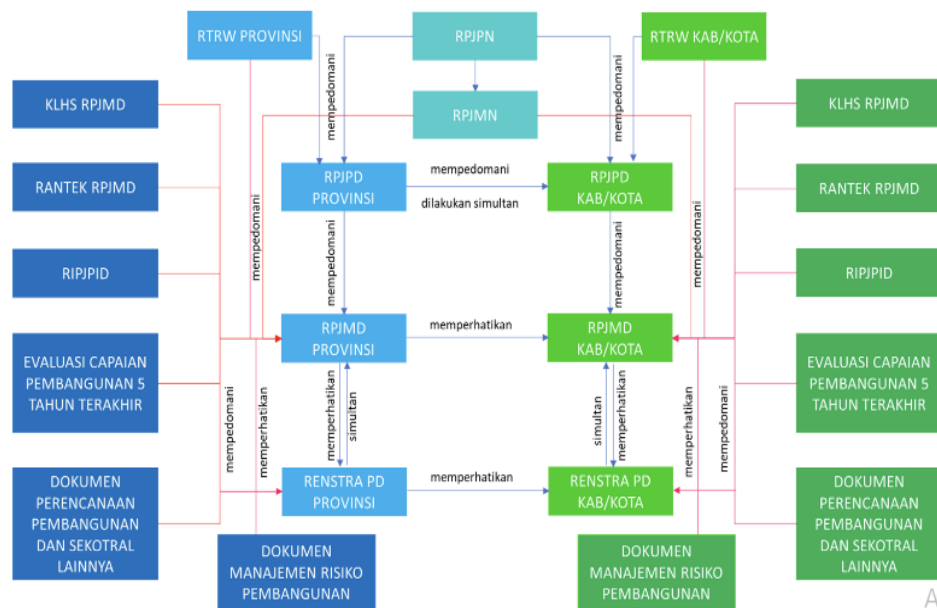 RTRW PROVINSI
RPJPN
RTRW KAB/KOTA
KLHS RPJMD
mempedomani
mempedomani
KLHS RPJMD
RPJMN
RANTEK RPJMD
RPJPD
PROVINSI
mempedomani
dilakukan simultan
RPJPD
KAB/KOTA
RANTEK RPJMD
mempedomani
mempedomani
mempedomani
mempedomani
RIPJPID
RIPJPID
RPJMD
PROVINSI
memperhatikan
RPJMD
KAB/KOTA
EVALUASI CAPAIAN
PEMBANGUNAN 5
TAHUN TERAKHIR
EVALUASI CAPAIAN
PEMBANGUNAN 5
TAHUN TERAKHIR
mempedomani
memperhatikan
memperhatikan
simultan
simultan
memperhatikan
memperhatikan
mempedomani
RENSTRA PD
PROVINSI
memperhatikan
RENSTRA PD
KAB/KOTA
DOKUMEN
PERENCANAAN
PEMBANGUNAN
DAN SEKOTRAL
LAINNYA
DOKUMEN
PERENCANAAN
PEMBANGUNAN
DAN SEKOTRAL
LAINNYA
DOKUMEN
MANAJEMEN RISIKO
PEMBANGUNAN
DOKUMEN
MANAJEMEN RISIKO
PEMBANGUNAN
A